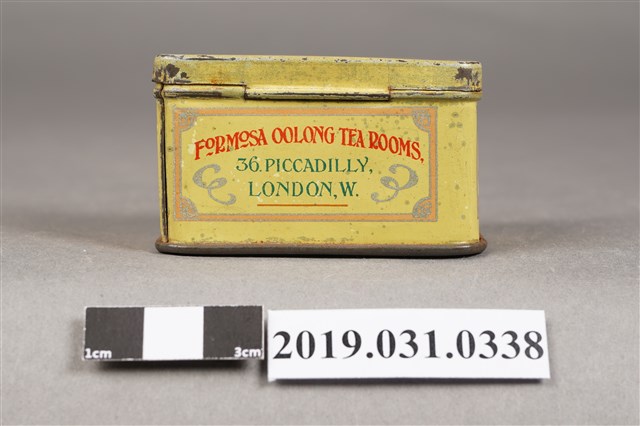 FORMOSA OOLONG TEA ROOMS,
36. PICCADILLY,
LONDON, W.
1cm 3cm
2019.031.0338